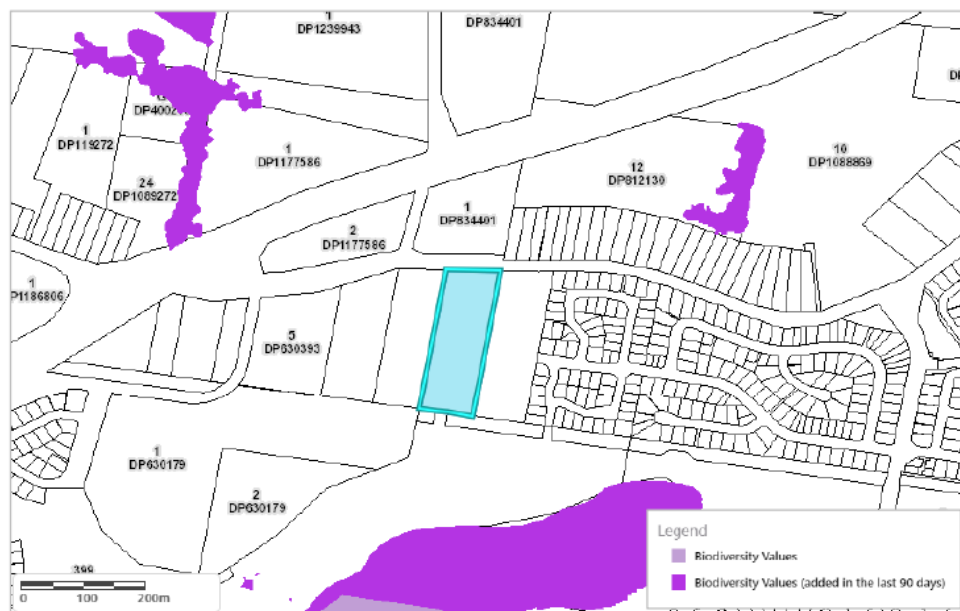 1
DP1239943
DP834401
DP4002
1
DP119272
1
DP1177586
24
DP1089272
12
DP812130
10
DP1088869
1
DP834401
2
DP1177586
1
P1186806
5
DP630393
1
DP630179
2
DP630179
399
0 100 200m
Legend
Biodiversity Values
Biodiversity Values (added in the last 90 days)